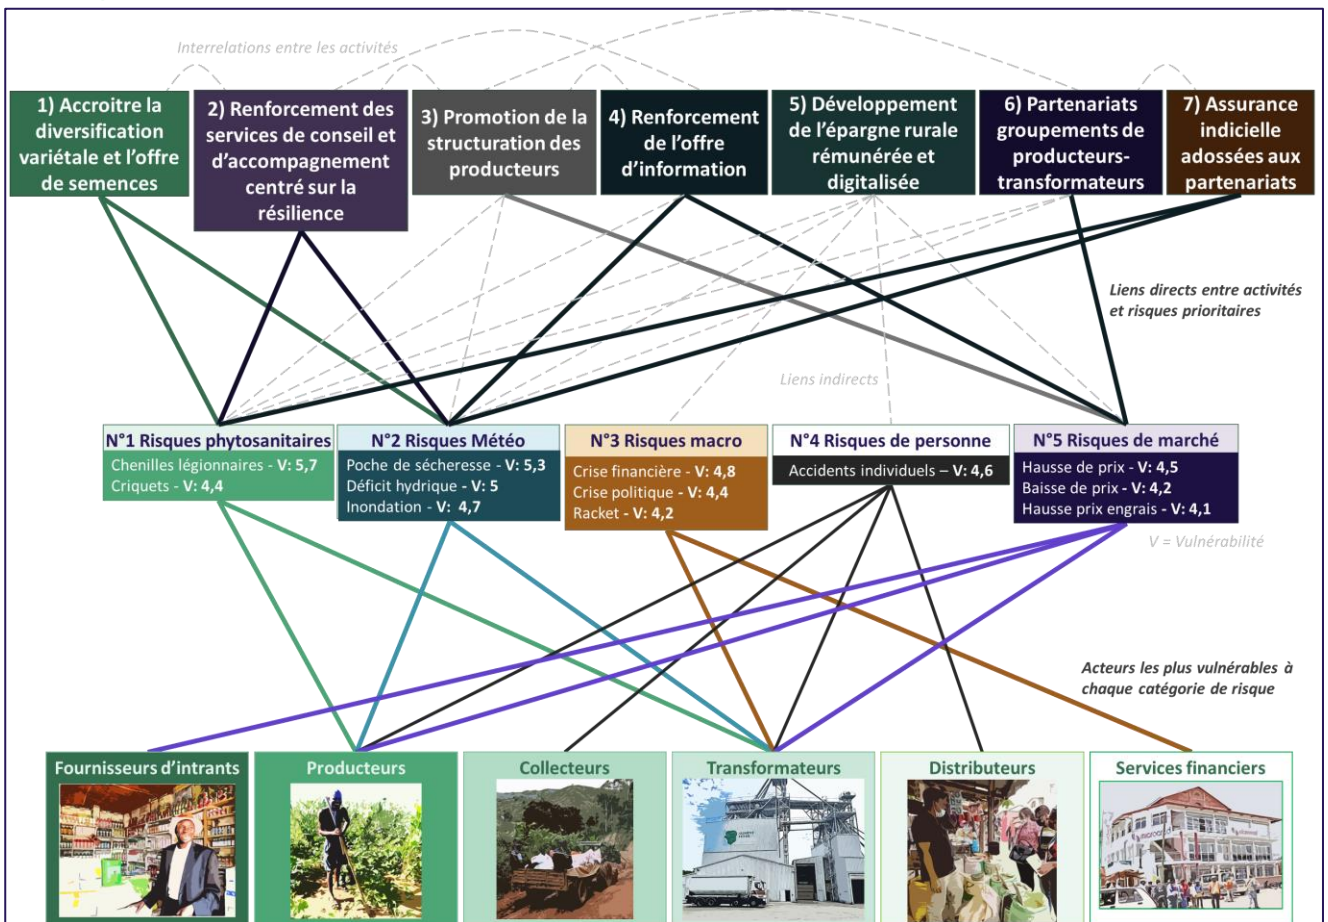 Interrelations entre les activités
1) Accroitre la
diversification
variétale et l'offre
de semences
2) Renforcement des
services de conseil et
d'accompagnement
centré sur la
résilience
3) Promotion de la
structuration des
producteurs
4) Renforcement
de l'offre
d'information
5) Développement
de l'épargne rurale
rémunérée et
digitalisée
6) Partenariats
groupements de
producteurs-
transformateurs
7) Assurance
indicielle
adossées aux
partenariats
Liens directs entre activités
et risques prioritaires
Liens indirects
N°1 Risques phytosanitaires
Chenilles légionnaires - V: 5,7
Criquets - V: 4,4
N°2 Risques Météo
Poche de sécheresse - V: 5,3
Déficit hydrique - V: 5
Inondation - V: 4,7
N°3 Risques macro
Crise financière - V: 4,8
Crise politique - V: 4,4
Racket - V: 4,2
N°4 Risques de personne
Accidents individuels – V: 4,6
N°5 Risques de marché
Hausse de prix - V: 4,5
Baisse de prix - V: 4,2
Hausse prix engrais - V: 4,1
V = Vulnérabilité
Acteurs les plus vulnérables à
chaque catégorie de risque
Fournisseurs d'intrants
Producteurs
Collecteurs
Transformateurs
Distributeurs
Services financiers